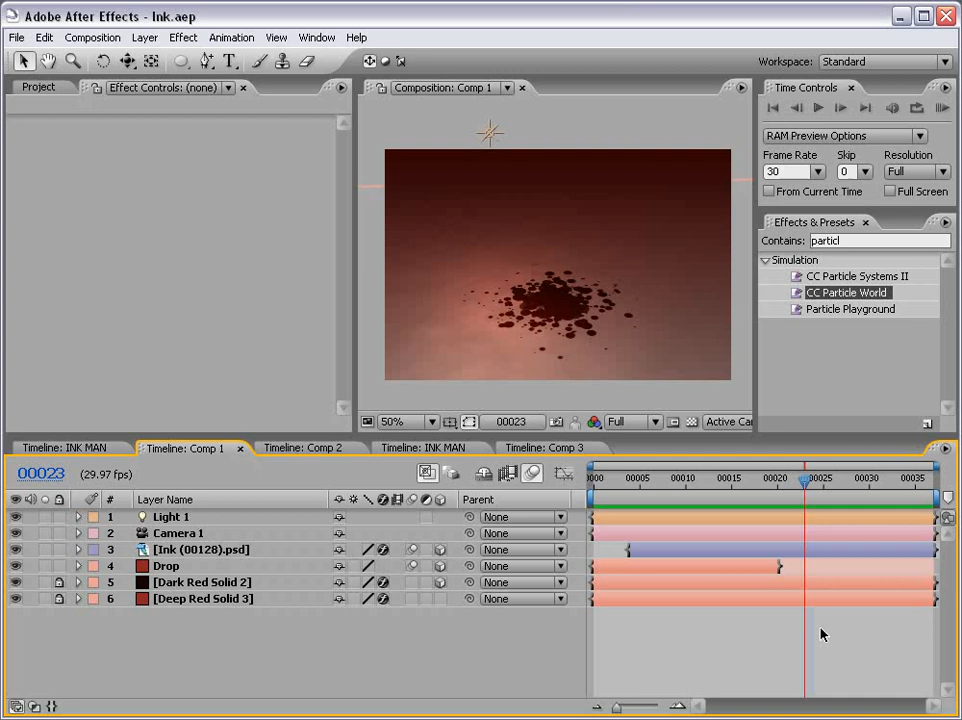 Adobe After Effects - Ink.aep
File Edit Composition Layer Effect Animation View Window Help
Workspace: Standard
Project Effect Controls: (none) Composition: Comp 1 Time Controls
RAM Preview Options
Frame Rate Skip Resolution
30 0 Full
From Current Time Full Screen
Effects & Presets
Contains: particl
Simulation
CC Particle Systems II
CC Particle World
Particle Playground
50% 00023 Full Active Car
Timeline: INK MAN Timeline: Comp 1 Timeline: Comp 2 Timeline: INK MAN Timeline: Comp 3
00023 (29.97 fps) 0000 00005 00010 00015 00020 00025 00030 00035
# Layer Name Parent
1 Light 1 None
2 Camera 1 None
3 [Ink (00128).psd] None
4 Drop None
5 [Dark Red Solid 2] None
6 [Deep Red Solid 3] None